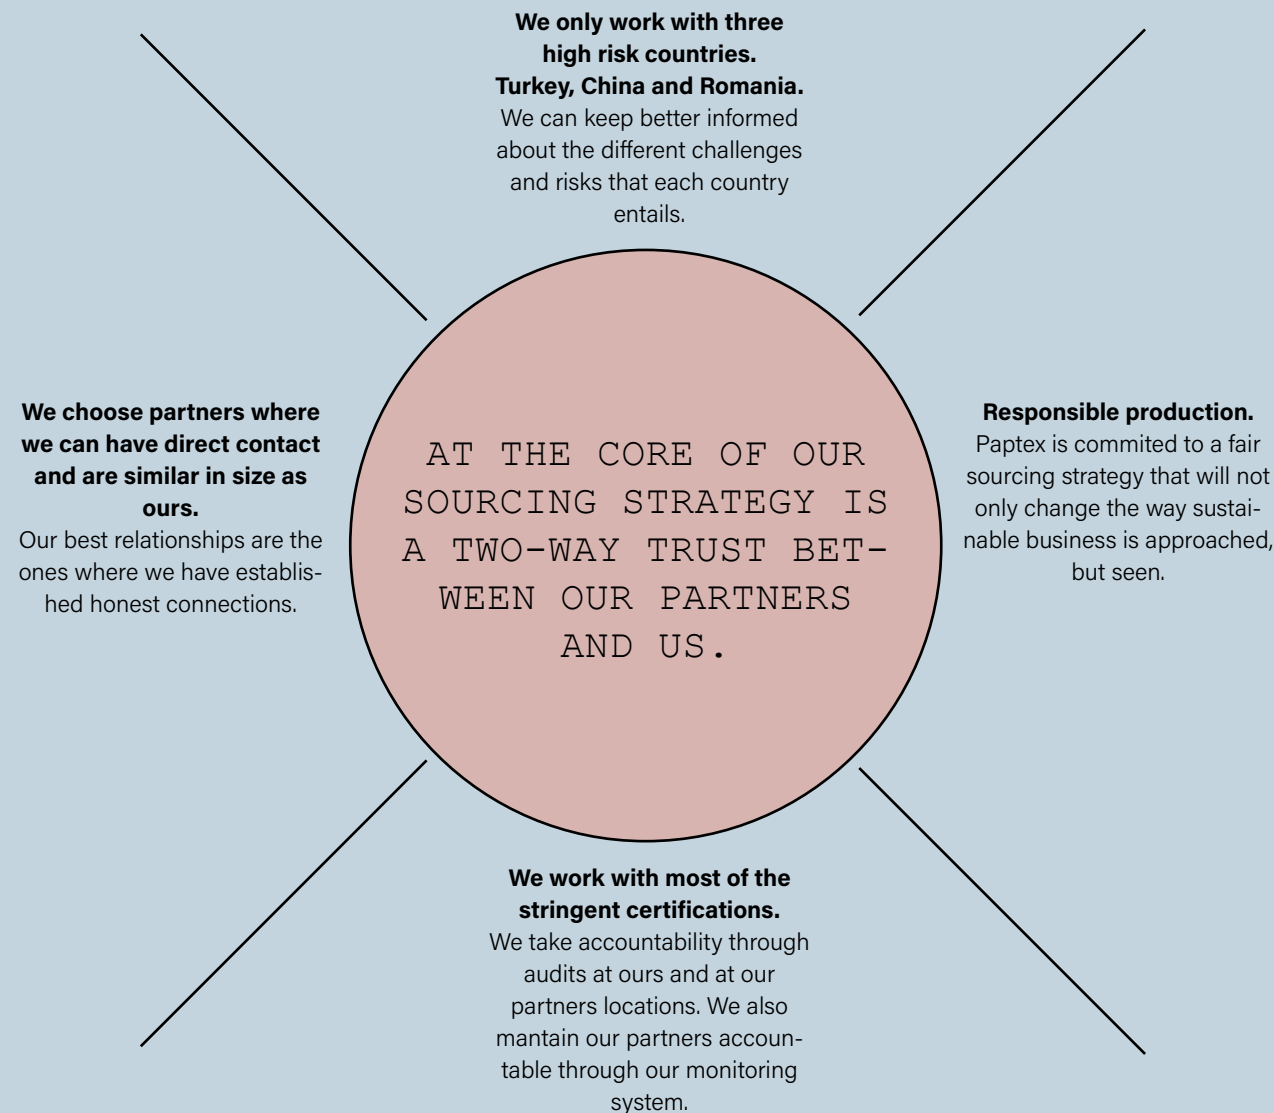 We only work with three
high risk countries.
Turkey, China and Romania.
We can keep better informed
about the different challenges
and risks that each country
entails.
We choose partners where
we can have direct contact
and are similar in size as
ours.
Our best relationships are the
ones where we have establis-
hed honest connections.
AT THE CORE OF OUR
SOURCING STRATEGY IS
A TWO-WAY TRUST BET-
WEEN OUR PARTNERS
AND US.
Responsible production.
Paptex is commited to a fair
sourcing strategy that will not
only change the way sustai-
nable business is approached,
but seen.
We work with most of the
stringent certifications.
We take accountability through
audits at ours and at our
partners locations. We also
mantain our partners accoun-
table through our monitoring
system.